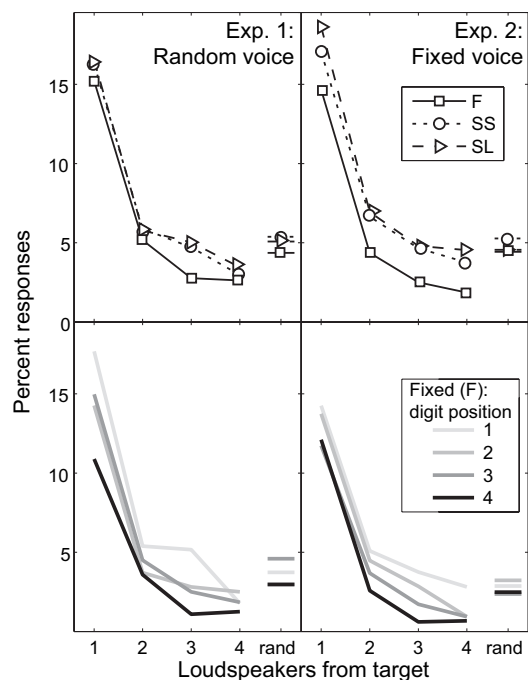 Exp. 1:
Random voice
Exp. 2:
Fixed voice
F
SS
SL
15
10
5
0
Percent responses
Fixed (F):
digit position
1
2
3
4
15
10
5
1 2 3 4 rand 1 2 3 4 rand
Loudspeakers from target